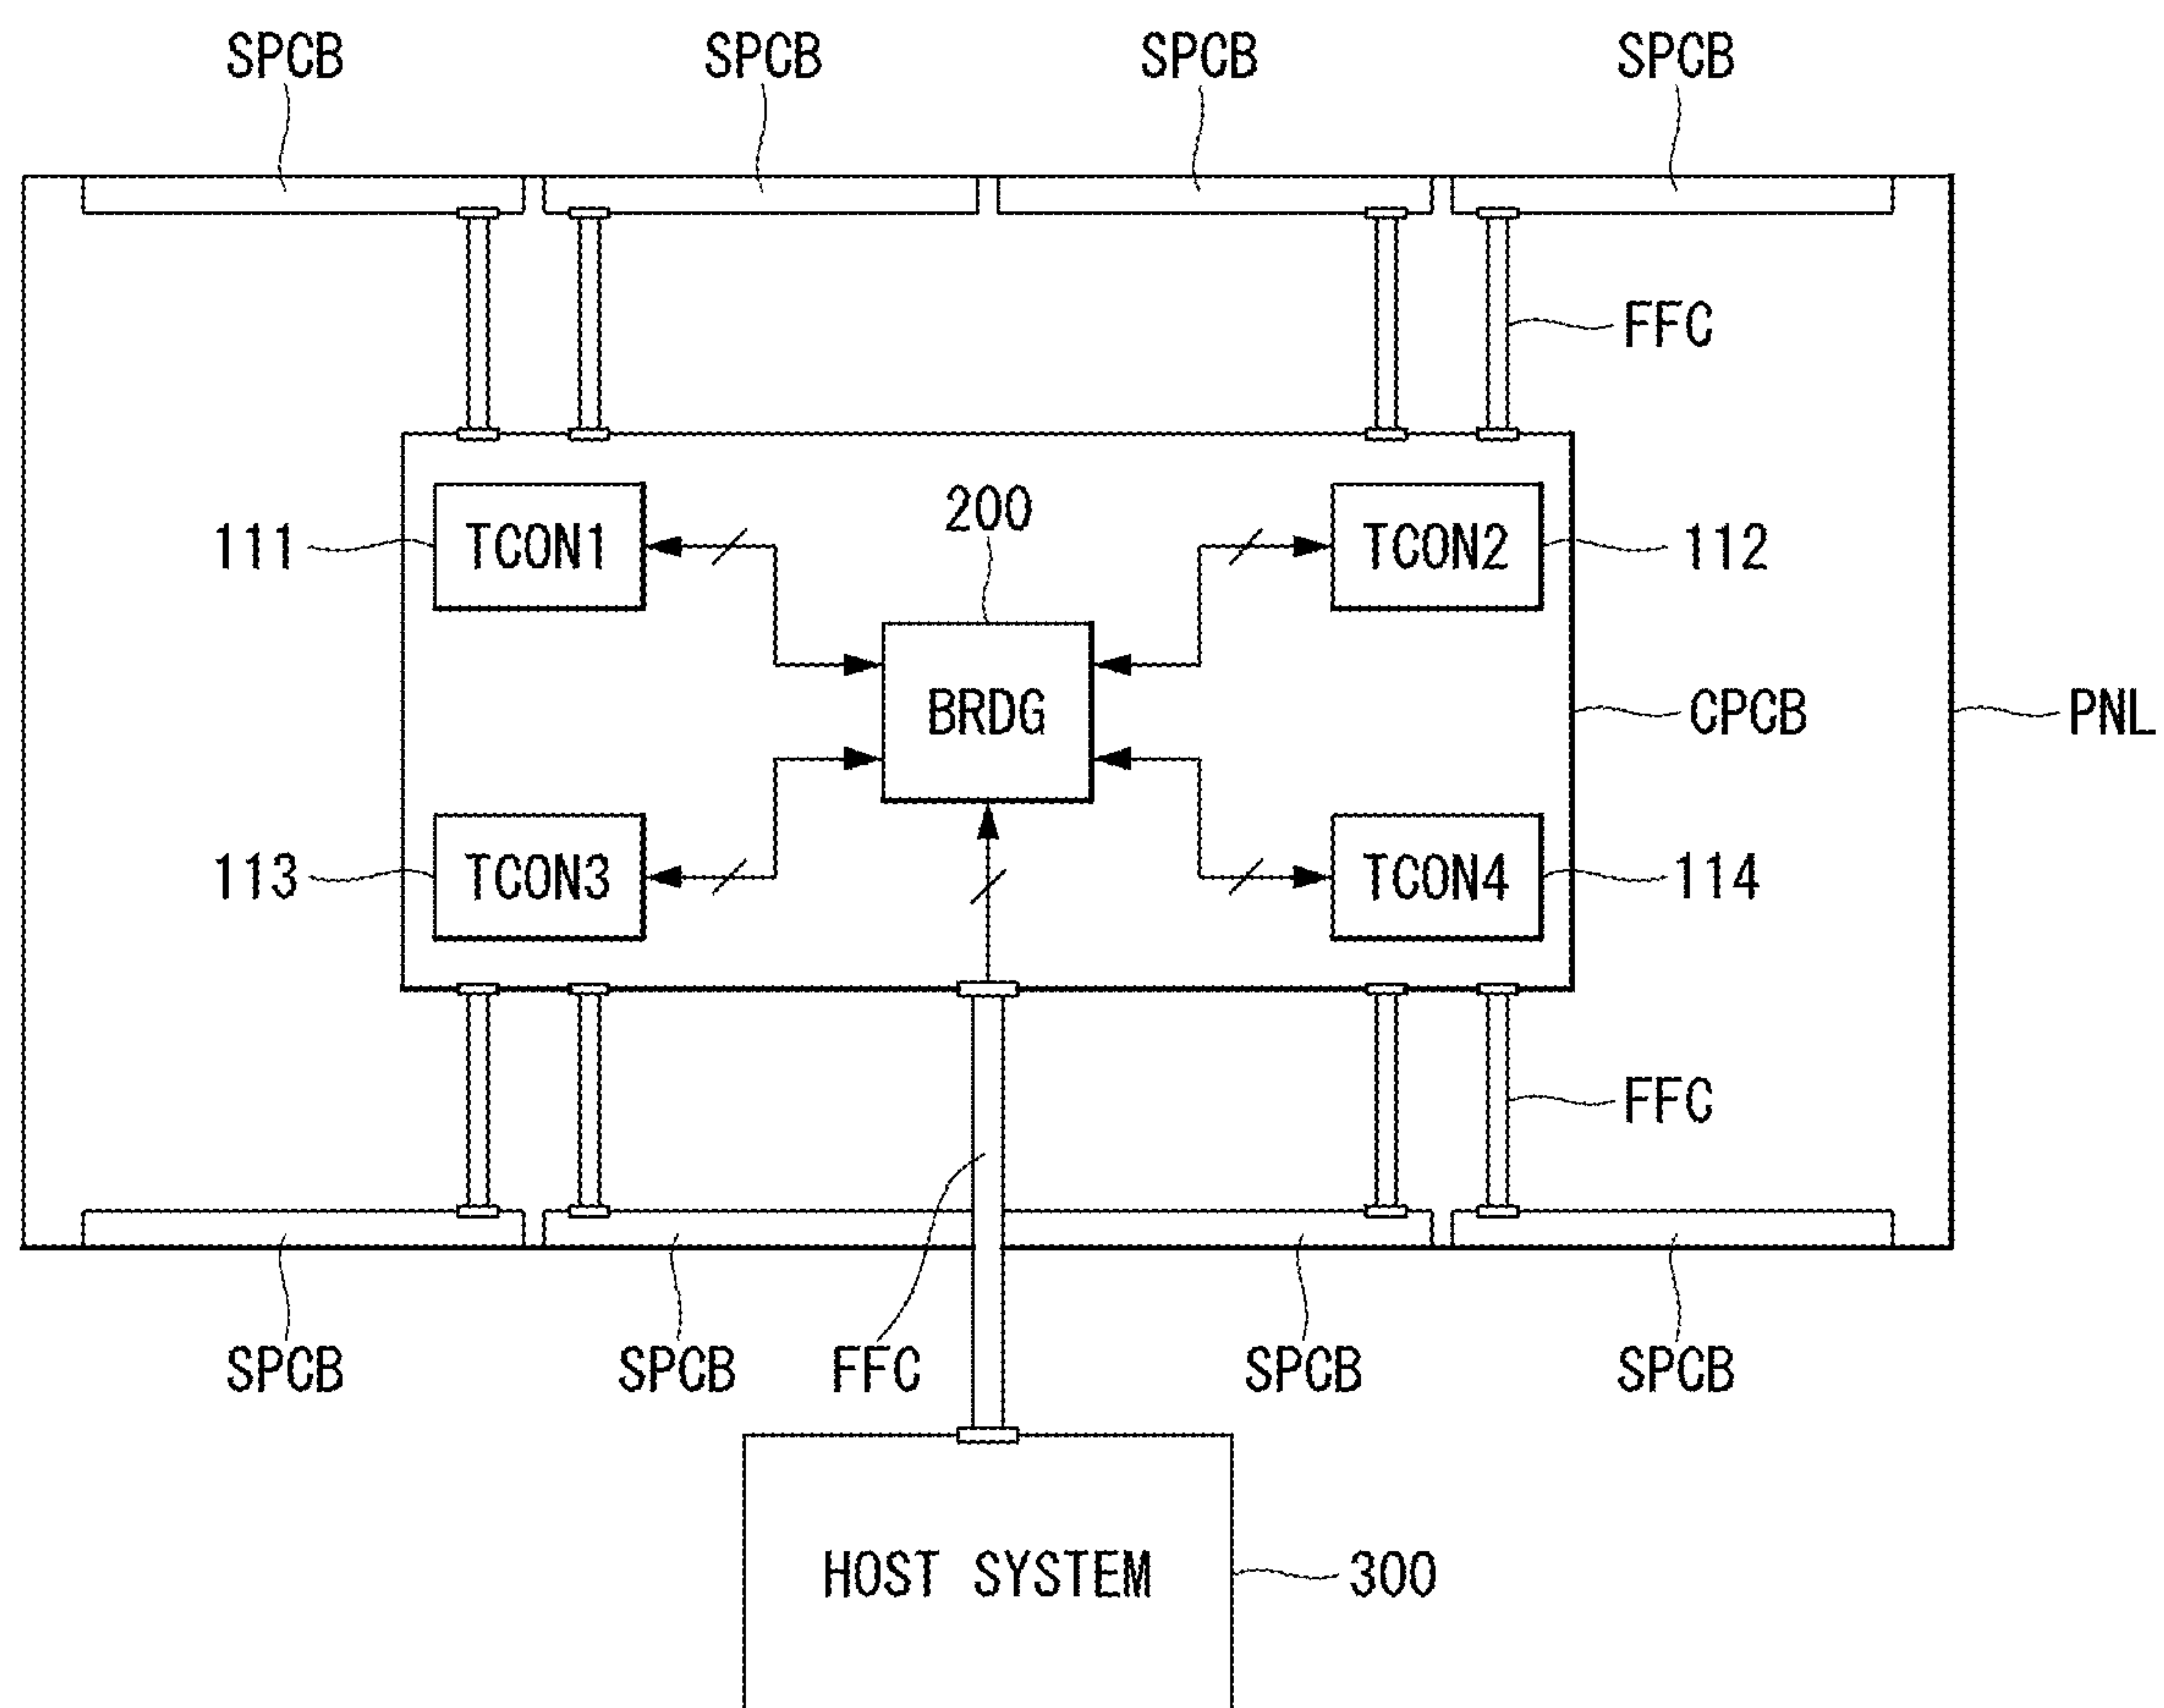 SPCB SPCB SPCB SPCB
FFC
200
111 TCON1 TCON2 112
BRDG CPCB PNL
113 TCON3 TCON4 114
FFC
SPCB SPCB FFC SPCB SPCB
HOST SYSTEM 300